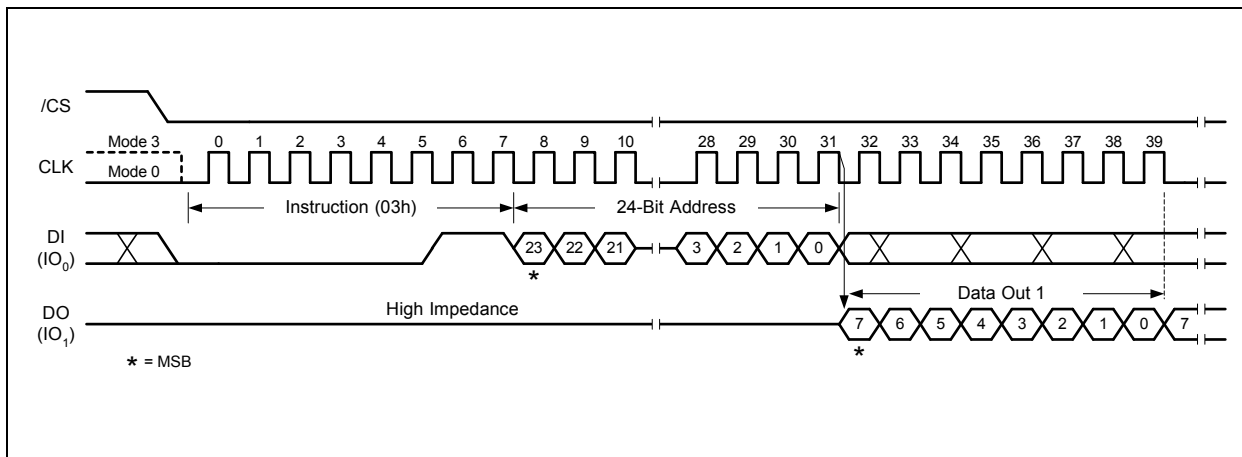 /CS
Mode 3 0 1 2 3 4 5 6 7 8 9 10 28 29 30 31 32 33 34 35 36 37 38 39
CLK
Mode 0
Instruction (03h) 24-Bit Address
DI
(IO0)
23 22 21 3 2 1 0
*
High Impedance Data Out 1
DO
(IO1)
7 6 5 4 3 2 1 0 7
*
* = MSB